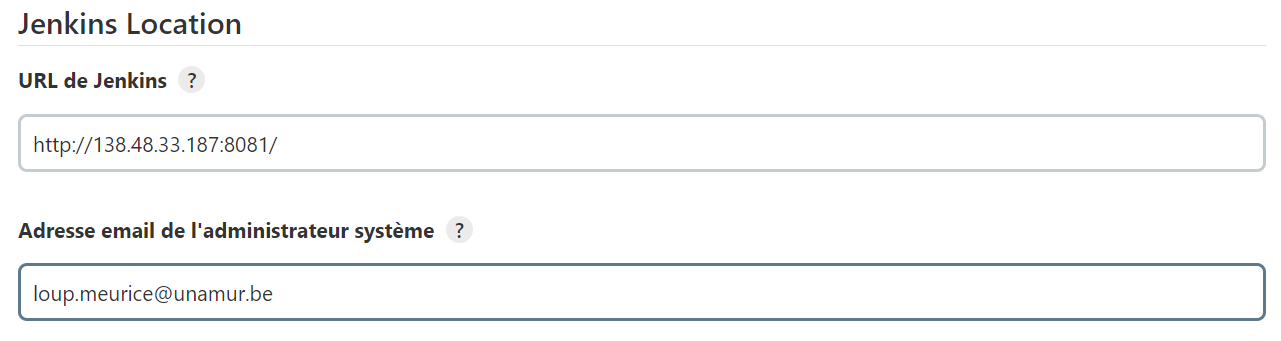 Jenkins Location
URL de Jenkins ?
http://138.48.33.187:8081/
Adresse email de l'administrateur système ?
loup.meurice@unamur.be